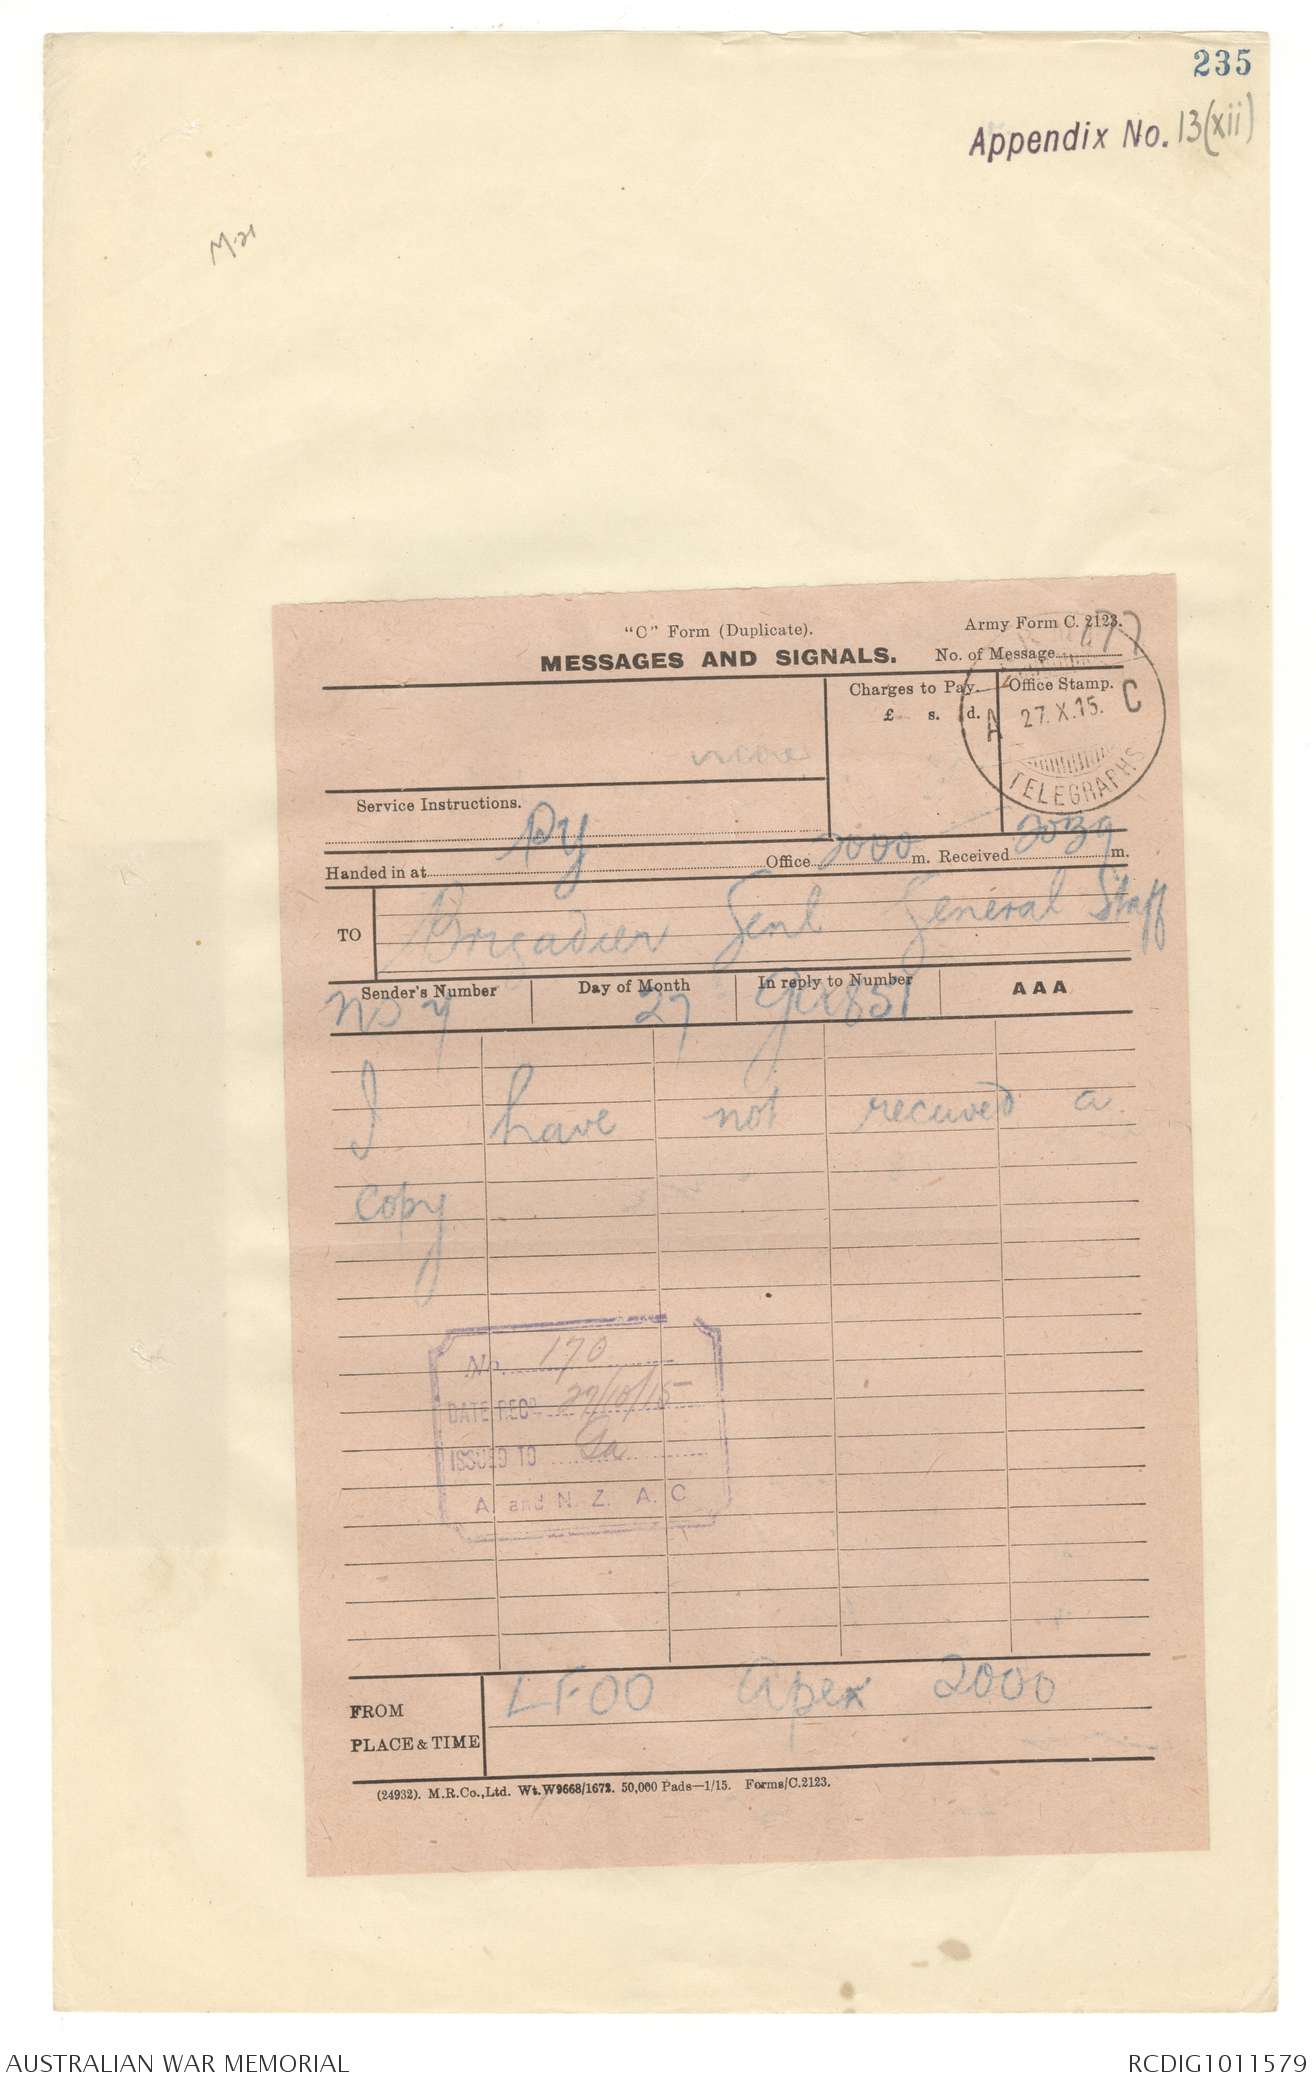 235
Appendix No. 13(xii)
"C" Form (Duplicate).
Army Form C. 2123.
MESSAGES AND SIGNALS.
No. of Message
Charges to Pay.
£ s. d.
Office Stamp.
A 27.X.15. C
TELEGRAPHS
Service Instructions.
PY
Handed in at Office 2000 m. Received 2039 m.
TO Brigadier Genl General Staff
Sender's Number Day of Month In reply to Number AAA
27
I have not received a
copy
No. 170
DATE RECD 27/10/15
ISSUED TO Ga
A. and N. Z. A. C
FROM LFOO Apex 2000
PLACE & TIME
(24932). M.R.Co.,Ltd. Wt.W9668/1672. 50,000 Pads—1/15. Forms/C.2123.
AUSTRALIAN WAR MEMORIAL
RCDIG1011579